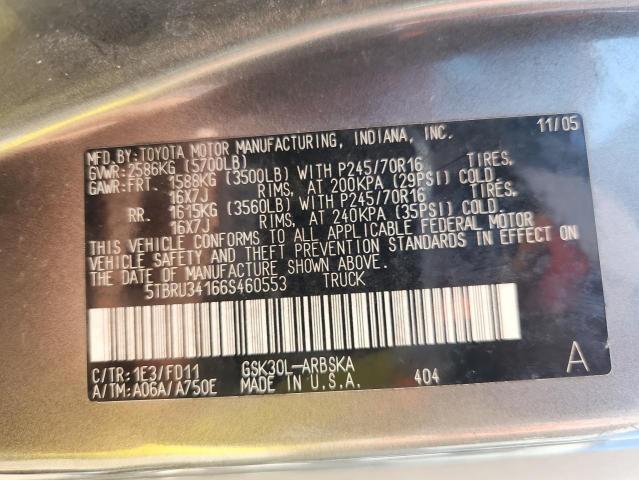 MFD.BY:TOYOTA MOTOR MANUFACTURING, INDIANA, INC. 11/05
GVWR:2586KG (5700LB)
GAWR:FRT. 1588KG (3500LB) WITH P245/70R16 TIRES,
16X7J RIMS, AT 200KPA (29PSI) COLD.
RR. 1615KG (3560LB) WITH P245/70R16 TIRES,
16X7J RIMS, AT 240KPA (35PSI) COLD.
THIS VEHICLE CONFORMS TO ALL APPLICABLE FEDERAL MOTOR
VEHICLE SAFETY AND THEFT PREVENTION STANDARDS IN EFFECT ON
THE DATE OF MANUFACTURE SHOWN ABOVE.
5TBRU34166S460553 TRUCK
C/TR:1E3/FD11 GSK30L-ARBSKA A
A/TM:A06A/A750E MADE IN U.S.A. 404